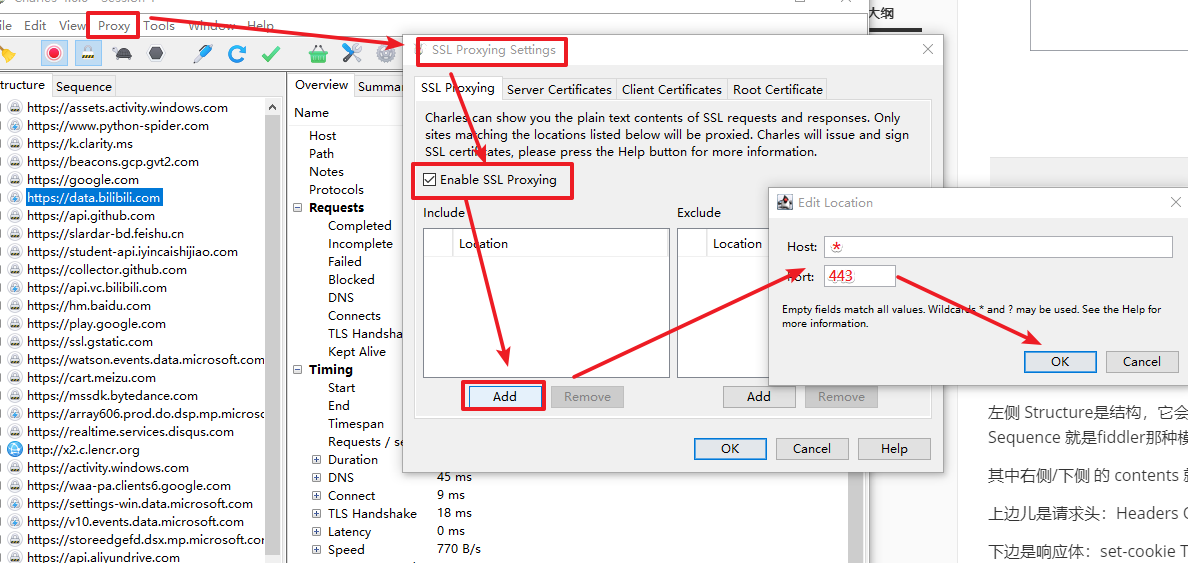 File Edit View Proxy Tools Window Help
大纲
Structure Sequence
https://assets.activity.windows.com
https://www.python-spider.com
https://k.clarity.ms
https://beacons.gcp.gvt2.com
https://google.com
https://data.bilibili.com
https://api.github.com
https://slardar-bd.feishu.cn
https://student-api.iyincaishijiao.com
https://collector.github.com
https://api.vc.bilibili.com
https://hm.baidu.com
https://play.google.com
https://ssl.gstatic.com
https://watson.events.data.microsoft.com
https://cart.meizu.com
https://mssdk.bytedance.com
https://array606.prod.do.dsp.mp.microsof
https://realtime.services.disqus.com
http://x2.c.lencr.org
https://activity.windows.com
https://waa-pa.clients6.google.com
https://settings-win.data.microsoft.com
https://v10.events.data.microsoft.com
https://storeedgefd.dsx.mp.microsoft.cor
https://api.aliyundrive.com
Overview Summa
Name
Host
Path
Notes
Protocols
Requests
Completed
Incomplete
Failed
Blocked
DNS
Connects
TLS Handsha
Kept Alive
Timing
Start
End
Timespan
Requests / se
Duration
DNS 45 ms
Connect 9 ms
TLS Handshake 18 ms
Latency 0 ms
Speed 770 B/s
SSL Proxying Settings
SSL Proxying Server Certificates Client Certificates Root Certificate
Charles can show you the plain text contents of SSL requests and responses. Only
sites matching the locations listed below will be proxied. Charles will issue and sign
SSL certificates, please press the Help button for more information.
Enable SSL Proxying
Include Exclude
Location Location
Add Remove Add Remove
OK Cancel Help
Edit Location
Host: *
Port: 443
Empty fields match all values. Wildcards * and ? may be used. See the Help for
more information.
OK Cancel
左侧 Structure是结构，它会
Sequence 就是fiddler那种模
其中右侧/下侧 的 contents 就
上边儿是请求头：Headers C
下边是响应体：set-cookie T